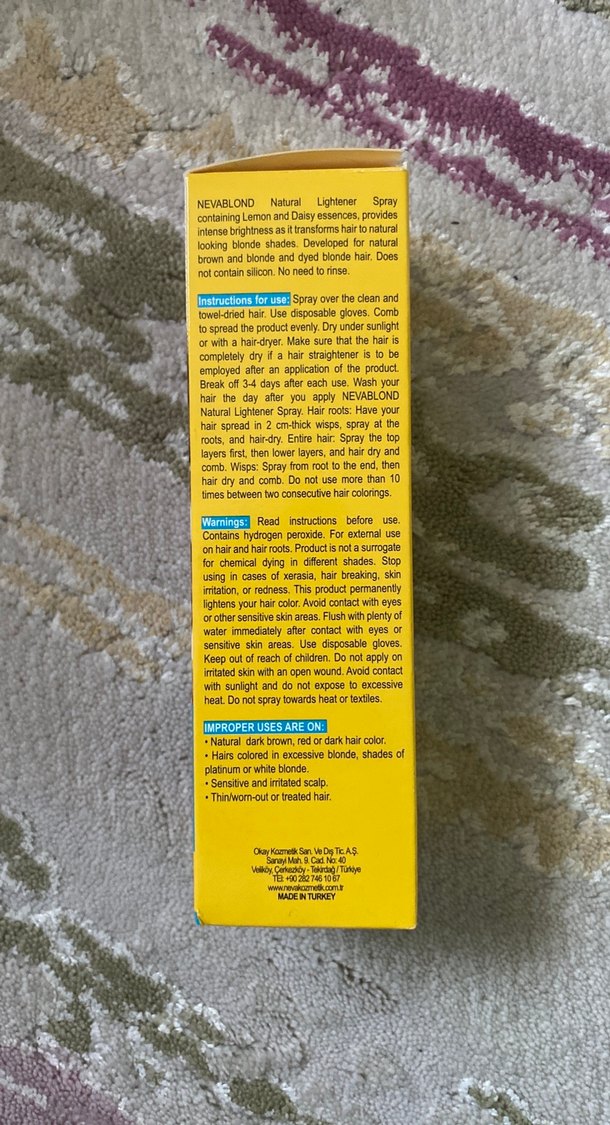 NEVABLOND Natural Lightener Spray
containing Lemon and Daisy essences, provides
intense brightness as it transforms hair to natural
looking blonde shades. Developed for natural
brown and blonde and dyed blonde hair. Does
not contain silicon. No need to rinse.
Instructions for use: Spray over the clean and
towel-dried hair. Use disposable gloves. Comb
to spread the product evenly. Dry under sunlight
or with a hair-dryer. Make sure that the hair is
completely dry if a hair straightener is to be
employed after an application of the product.
Break off 3-4 days after each use. Wash your
hair the day after you apply NEVABLOND
Natural Lightener Spray. Hair roots: Have your
hair spread in 2 cm-thick wisps, spray at the
roots, and hair-dry. Entire hair: Spray the top
layers first, then lower layers, and hair dry and
comb. Wisps: Spray from root to the end, then
hair dry and comb. Do not use more than 10
times between two consecutive hair colorings.
Warnings: Read instructions before use.
Contains hydrogen peroxide. For external use
on hair and hair roots. Product is not a surrogate
for chemical dying in different shades. Stop
using in cases of xerasia, hair breaking, skin
irritation, or redness. This product permanently
lightens your hair color. Avoid contact with eyes
or other sensitive skin areas. Flush with plenty of
water immediately after contact with eyes or
sensitive skin areas. Use disposable gloves.
Keep out of reach of children. Do not apply on
irritated skin with an open wound. Avoid contact
with sunlight and do not expose to excessive
heat. Do not spray towards heat or textiles.
IMPROPER USES ARE ON:
• Natural dark brown, red or dark hair color.
• Hairs colored in excessive blonde, shades of
platinum or white blonde.
• Sensitive and irritated scalp.
• Thin/worn-out or treated hair.
Okay Kozmetik San. Ve Dış Tic. A.Ş.
Sanayi Mah. 9. Cad. No: 40
Veliköy, Çerkezköy - Tekirdağ / Türkiye
TEl: +90 282 746 10 67
www.nevakozmetik.com.tr
MADE IN TURKEY